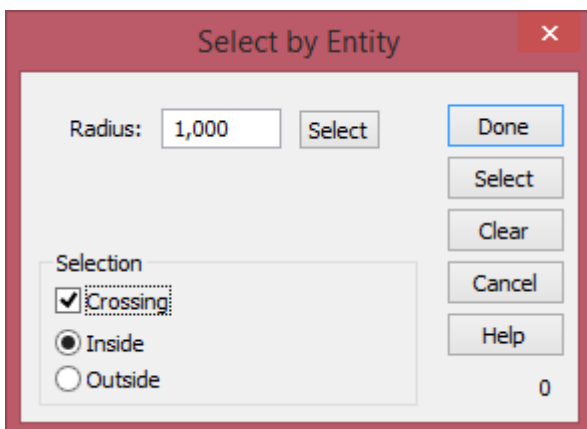 Select by Entity
Radius: 1,000 Select
Done
Select
Clear
Cancel
Help
Selection
Crossing
Inside
Outside
0